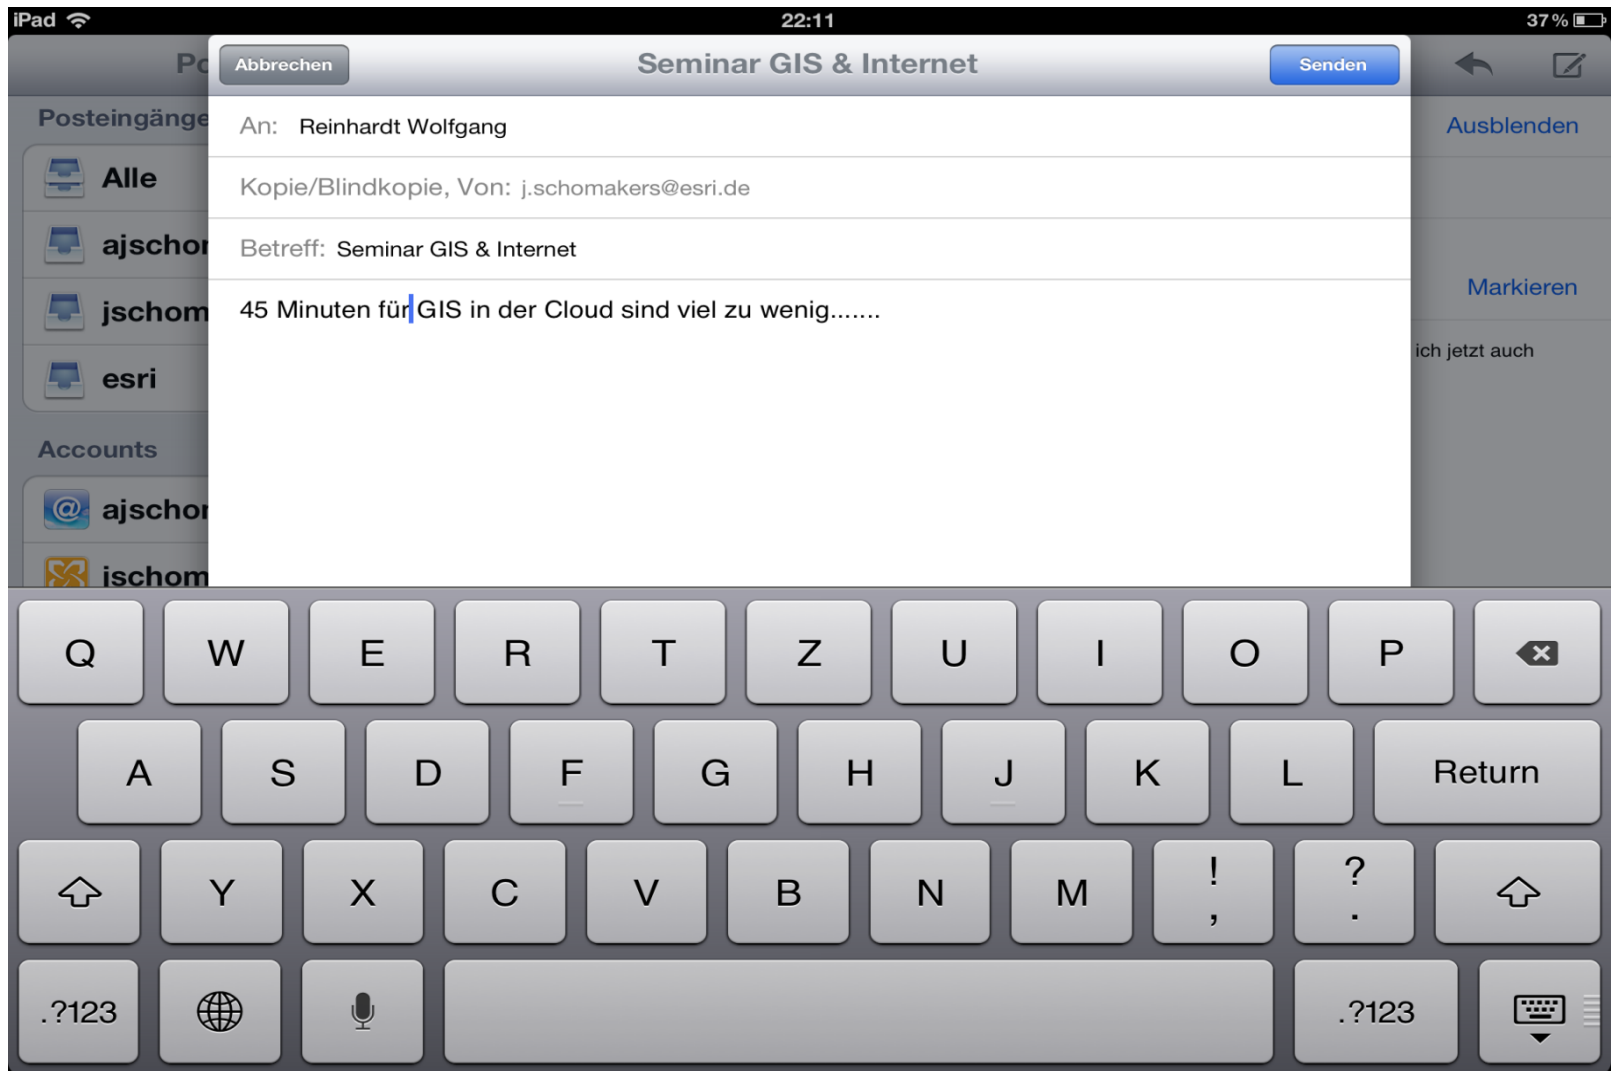 iPad 22:11 37 %
Abbrechen Seminar GIS & Internet Senden
Posteingänge An: Reinhardt Wolfgang Ausblenden
Alle Kopie/Blindkopie, Von: j.schomakers@esri.de
Betreff: Seminar GIS & Internet
Markieren
45 Minuten für GIS in der Cloud sind viel zu wenig.......
ich jetzt auch
esri
Accounts
Q W E R T Z U I O P
A S D F G H J K L Return
Y X C V B N M ! , ? .
.?123 .?123